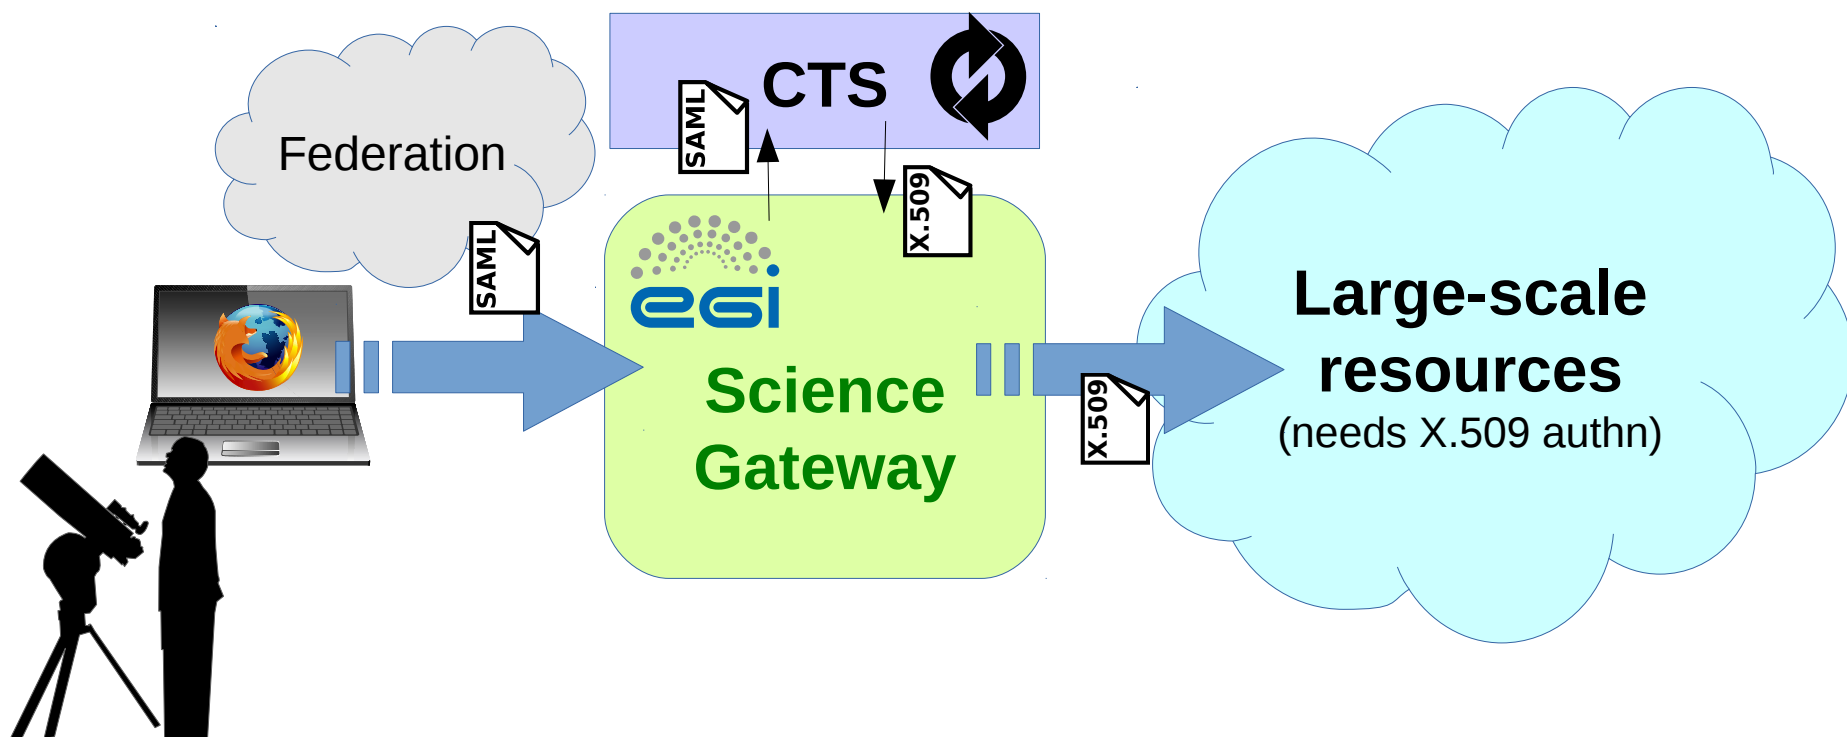 Federation
SAML
CTS
SAML
X.509
egi
Science
Gateway
X.509
Large-scale
resources
(needs X.509 authn)